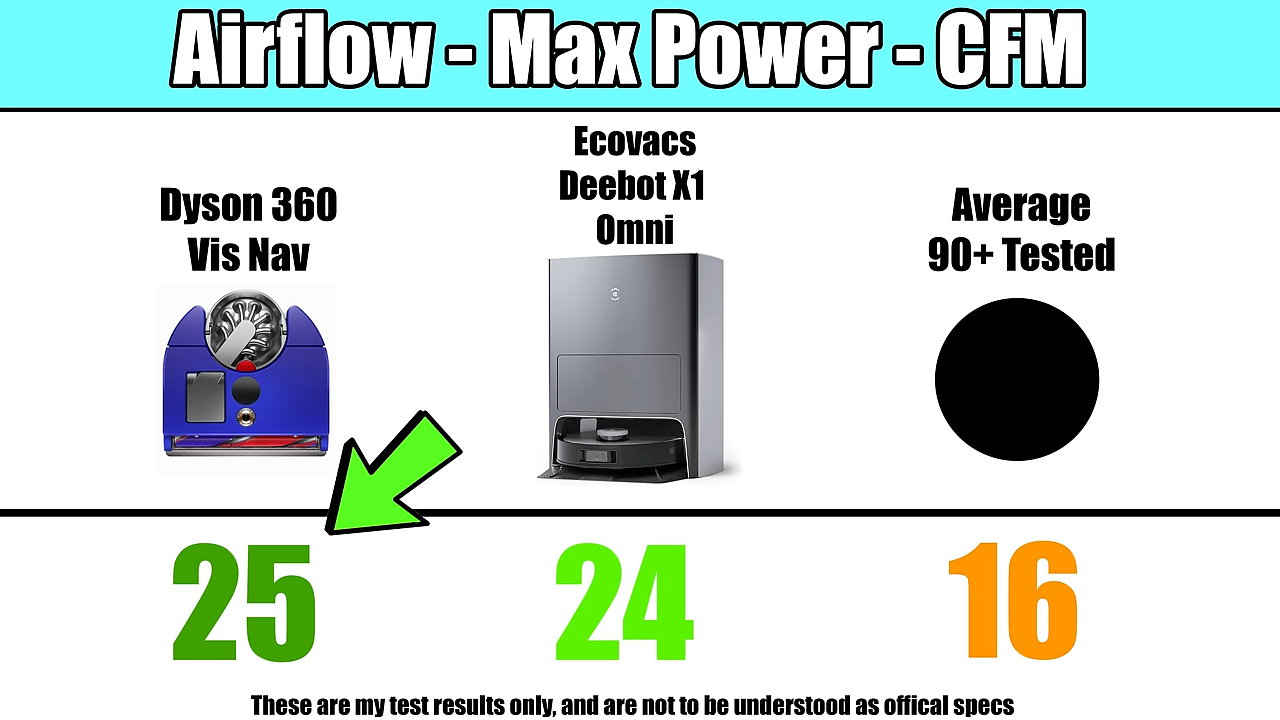 Airflow - Max Power - CFM
Dyson 360
Vis Nav
Ecovacs
Deebot X1
Omni
Average
90+ Tested
25
24
16
These are my test results only, and are not to be understood as offical specs